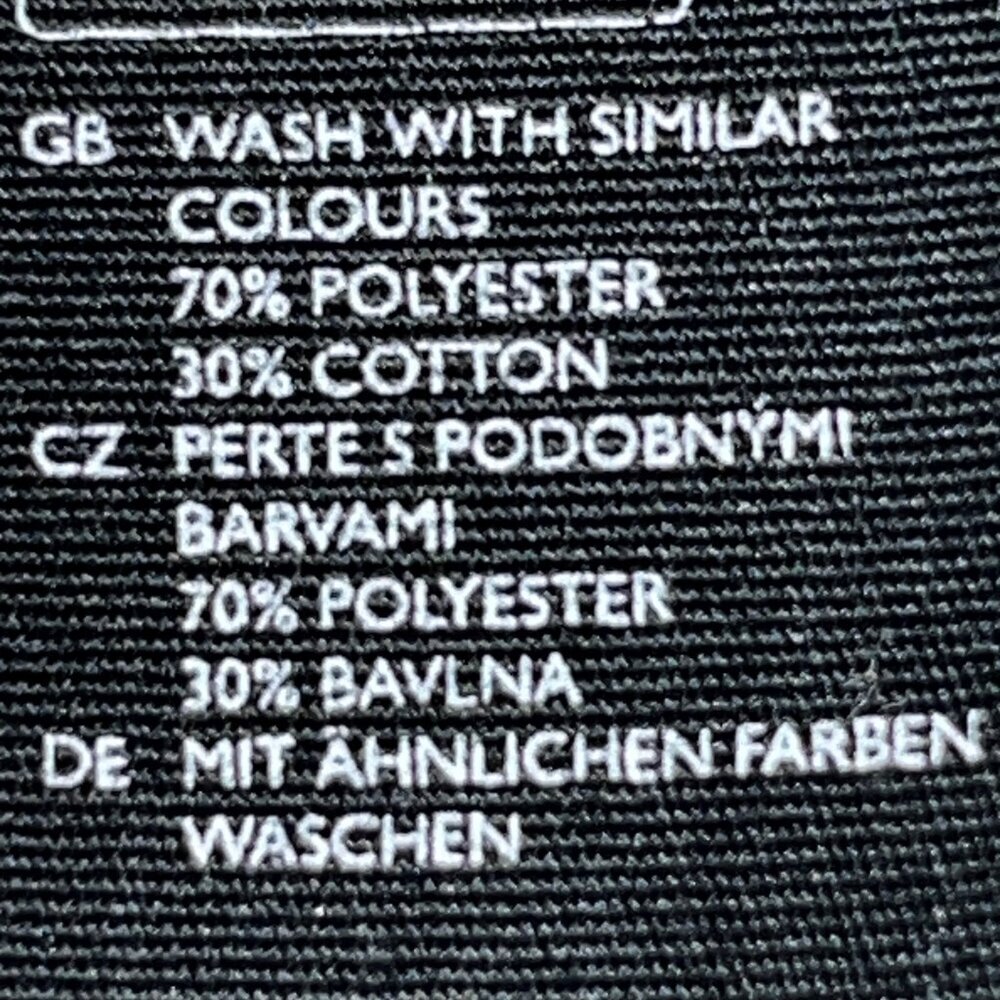 GB WASH WITH SIMILAR
COLOURS
70% POLYESTER
30% COTTON
CZ PERTE S PODOBNÝMI
BARVAMI
70% POLYESTER
30% BAVLNA
DE MIT ÄHNLICHEN FARBEN
WASCHEN